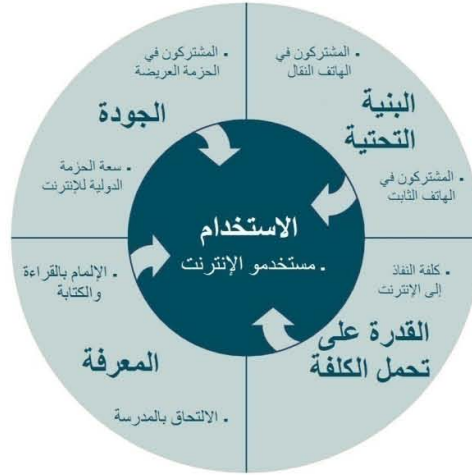 . المشتركون في
الهاتف النقال
البنية
التحتية
. المشتركون في
الهاتف الثابت
. المشتركون في
الحزمة العريضة
الجودة
. سعة الحزمة
الدولية للإنترنت
الاستخدام
. مستخدمو الإنترنت
. كلفة النفاذ
إلى الإنترنت
القدرة على
تحمل الكلفة
. الإلمام بالقراءة
والكتابة
المعرفة
. الالتحاق بالمدرسة